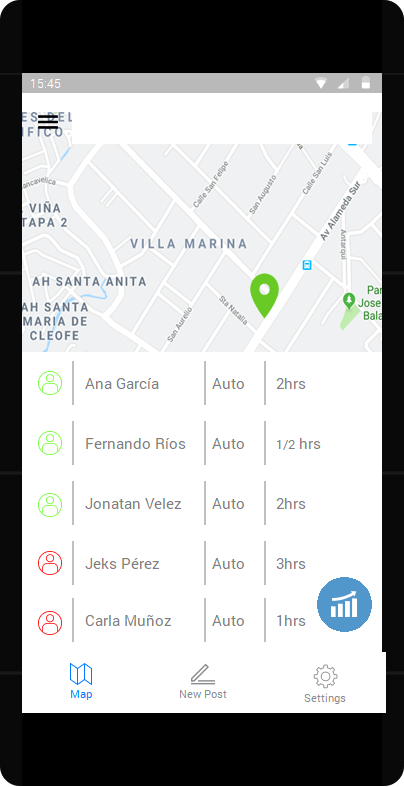 15:45
ES DEL
IFICO
Calle San Luis
Calle San Felipe
San Augusto
ancavelica
Av Alameda Sur
VIÑA
TAPA 2
VILLA MARINA
Antarqui
AH SANTA ANITA
Par
Jose
Bala
AH SANTA
MARIA DE
CLEOFE
San Aurelio
Sta Natalia
Ana García Auto 2hrs
Fernando Ríos Auto 1/2 hrs
Jonatan Velez Auto 2hrs
Jeks Pérez Auto 3hrs
Carla Muñoz Auto 1hrs
Map New Post Settings